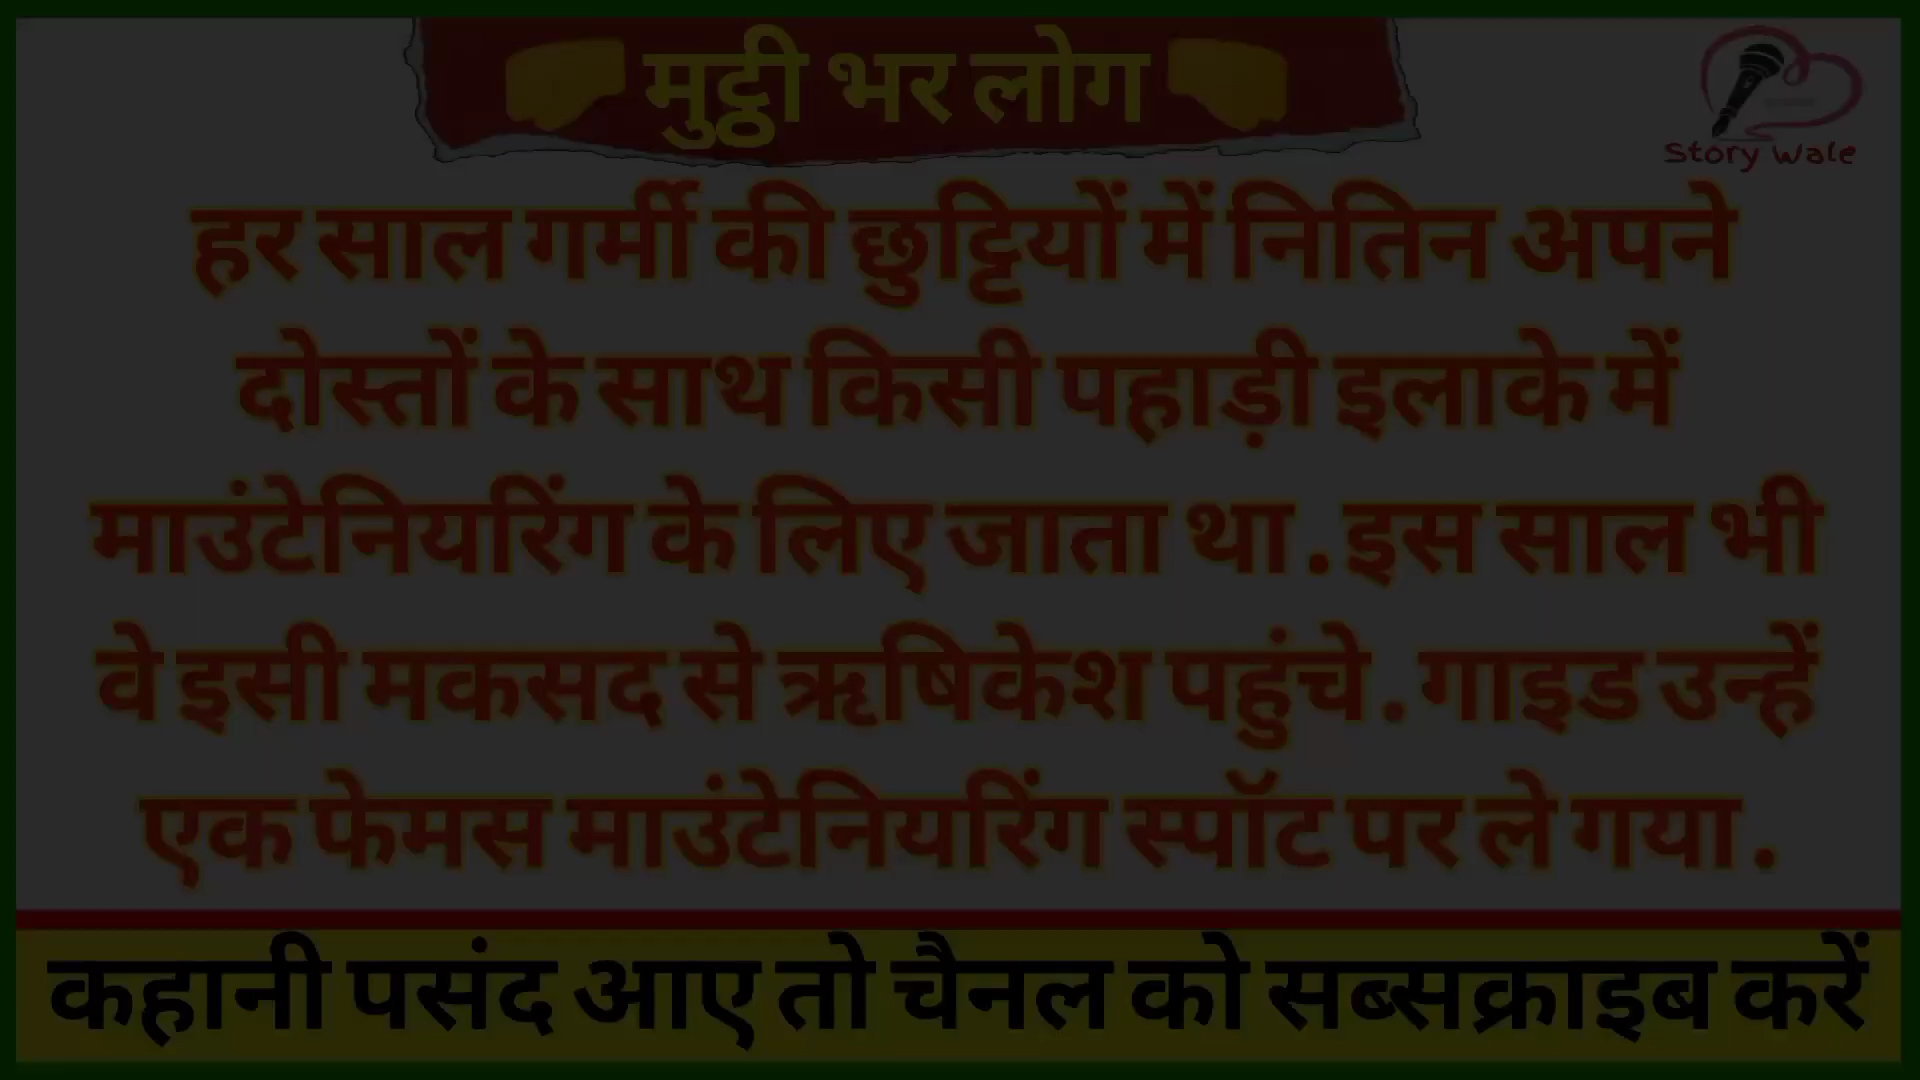 मुट्ठी भर लोग
Story Wale
हर साल गर्मी की छुट्टियों में नितिन अपने
दोस्तों के साथ किसी पहाड़ी इलाके में
माउंटेनियरिंग के लिए जाता था . इस साल भी
वे इसी मकसद से ऋषिकेश पहुंचे . गाइड उन्हें
एक फेमस माउंटेनियरिंग स्पॉट पर ले गया .
कहानी पसंद आए तो चैनल को सब्सक्राइब करें